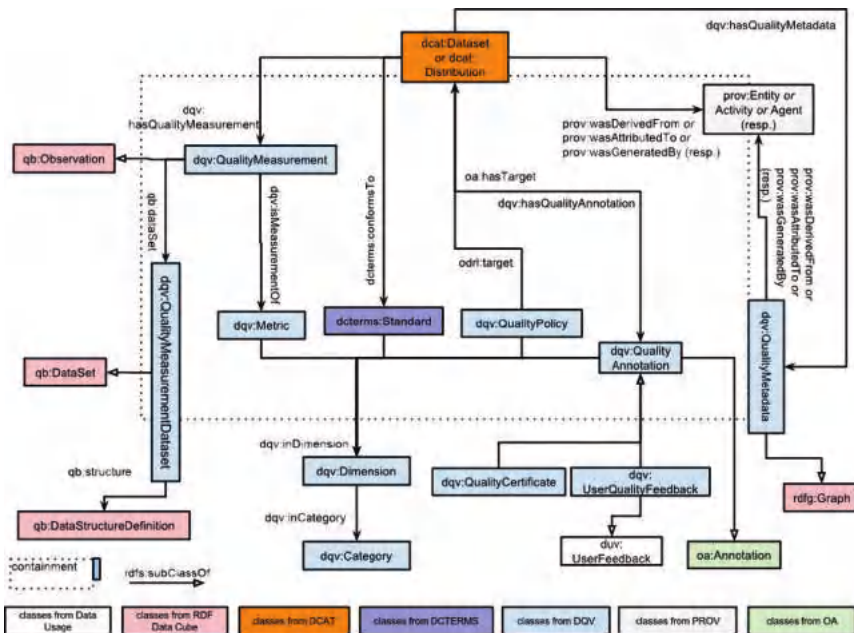 dcat:Dataset
or dcat:
Distribution
dqv:hasQualityMetadata
dqv:
hasQualityMeasurement
prov:Entity or
Activity or Agent
(resp.)
prov:wasDerivedFrom or
prov:wasAttributedTo or
prov:wasGeneratedBy (resp.)
qb:Observation
dqv:QualityMeasurement
oa:hasTarget
dqv:hasQualityAnnotation
prov:wasDerivedFrom or
prov:wasAttributedTo or
prov:wasGeneratedBy
(resp.)
qb:dataSet
dqv:isMeasurementOf
dcterms:conformsTo
odrl:target
dqv:QualityMeasurementDataset
dqv:Metric
dcterms:Standard
dqv:QualityPolicy
dqv:Quality
Annotation
dqv:QualityMetadata
qb:DataSet
dqv:inDimension
qb:structure
dqv:Dimension
dqv:QualityCertificate
dqv:
UserQualityFeedback
rdfg:Graph
qb:DataStructureDefinition
dqv:inCategory
dqv:Category
duv:
UserFeedback
oa:Annotation
containment
rdfs:subClassOf
classes from Data
Usage
classes from RDF
Data Cube
classes from DCAT
classes from DCTERMS
classes from DQV
classes from PROV
classes from OA